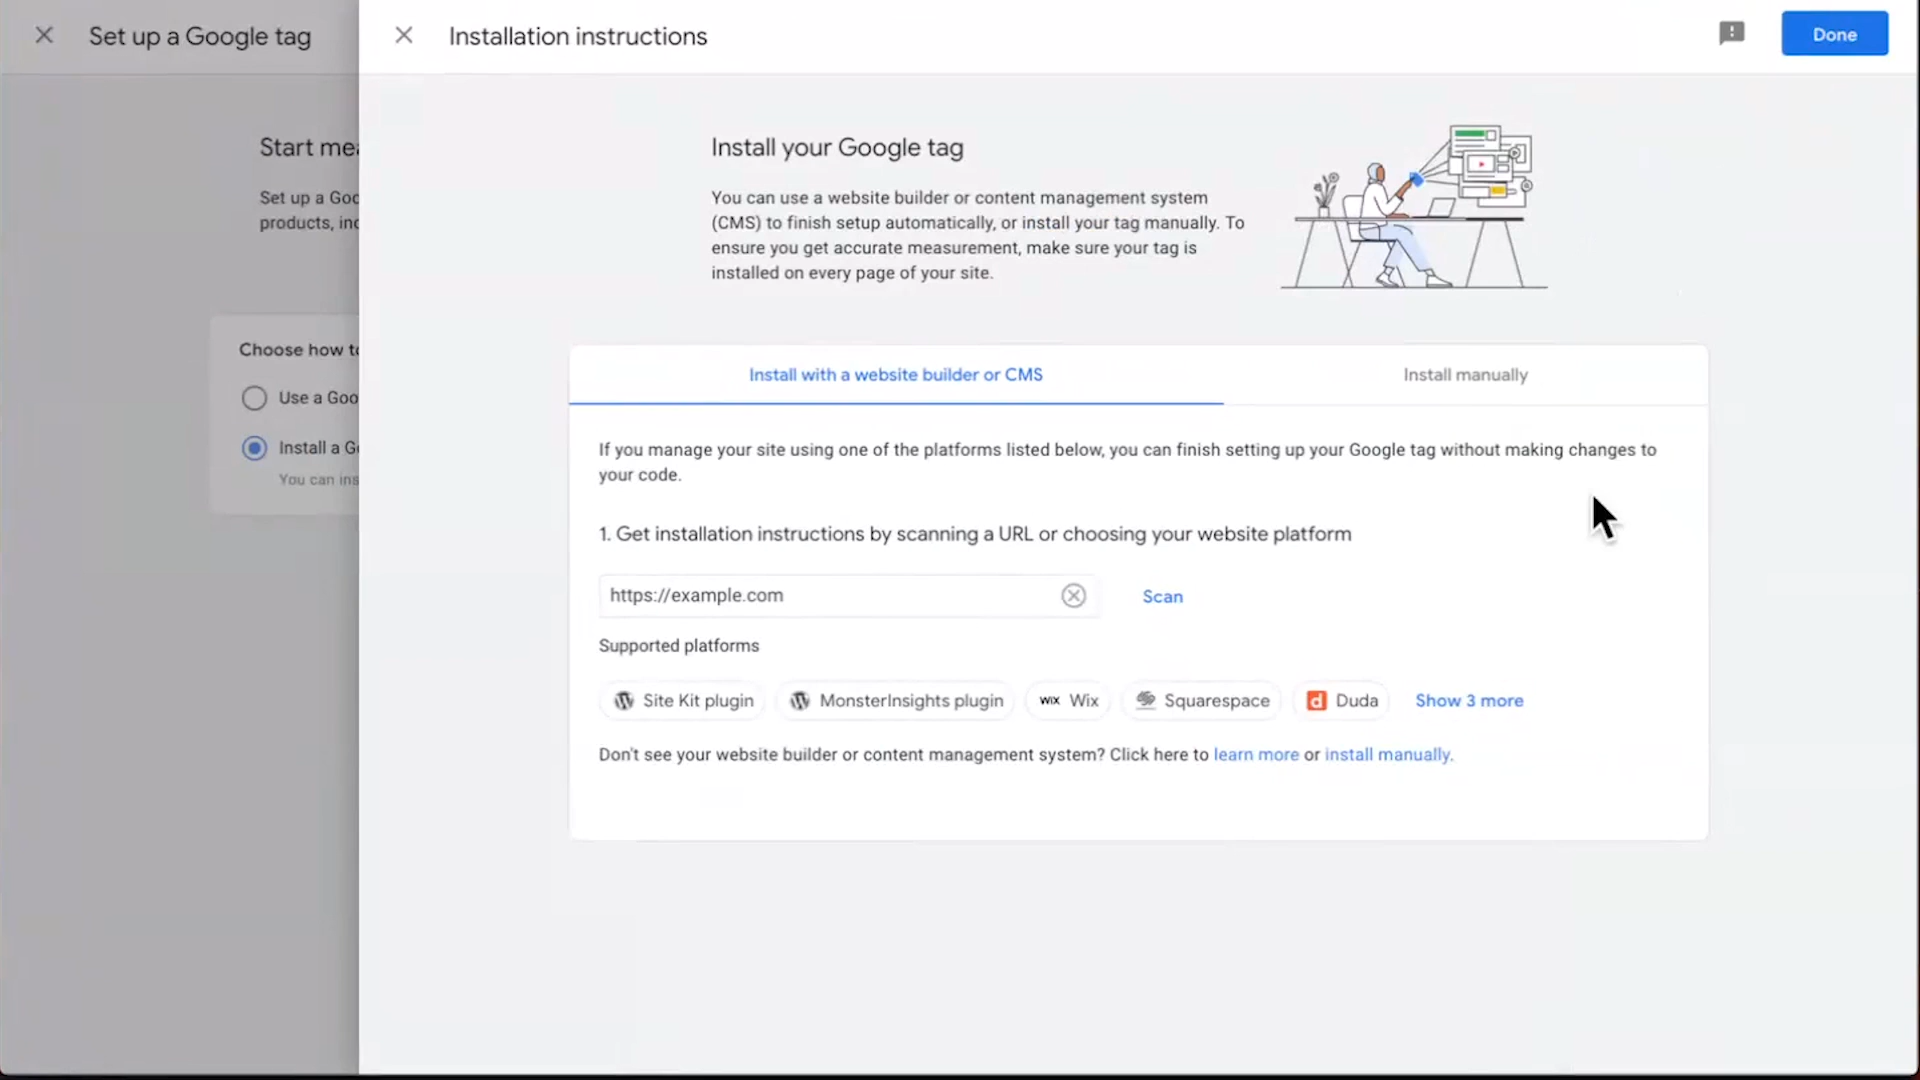 Set up a Google tag
Installation instructions
Done
Start mea
Set up a Goo
products, inc
Choose how to
Use a Goo
Install a Go
You can ins
Install your Google tag
You can use a website builder or content management system
(CMS) to finish setup automatically, or install your tag manually. To
ensure you get accurate measurement, make sure your tag is
installed on every page of your site.
Install with a website builder or CMS
Install manually
If you manage your site using one of the platforms listed below, you can finish setting up your Google tag without making changes to
your code.
1. Get installation instructions by scanning a URL or choosing your website platform
https://example.com
Scan
Supported platforms
Site Kit plugin
MonsterInsights plugin
WIX Wix
Squarespace
d Duda
Show 3 more
Don't see your website builder or content management system? Click here to learn more or install manually.